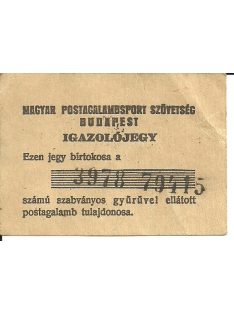 MAGYAR POSTAGALAMBSPORT SZÖVETSÉG
BUDAPEST
IGAZOLÓJEGY
Ezen jegy birtokosa a
3978 79415
számú szabványos gyűrűvel ellátott
postagalamb tulajdonosa.